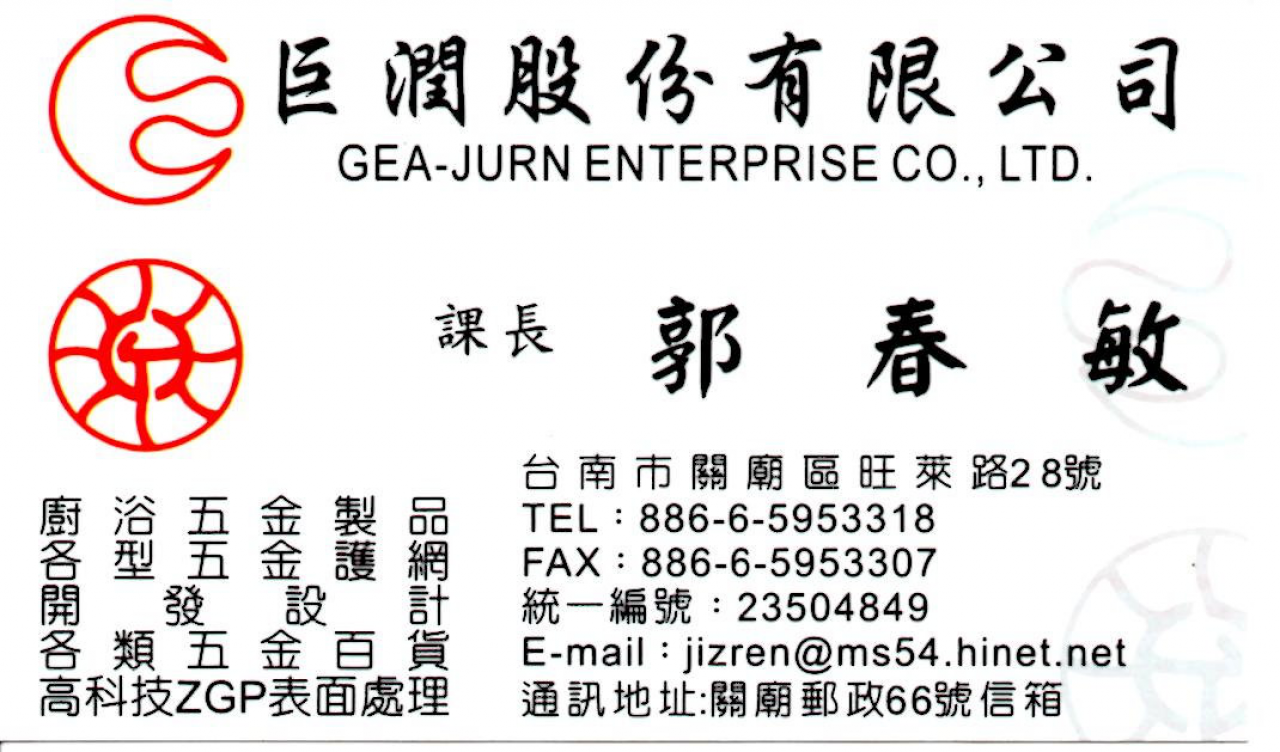 巨潤股份有限公司
GEA-JURN ENTERPRISE CO., LTD.
課長 郭春敏
廚浴五金製品
各型五金護網
開發設計
各類五金百貨
高科技ZGP表面處理
台南市關廟區旺萊路28號
TEL：886-6-5953318
FAX：886-6-5953307
統一編號：23504849
E-mail：jizren@ms54.hinet.net
通訊地址:關廟郵政66號信箱